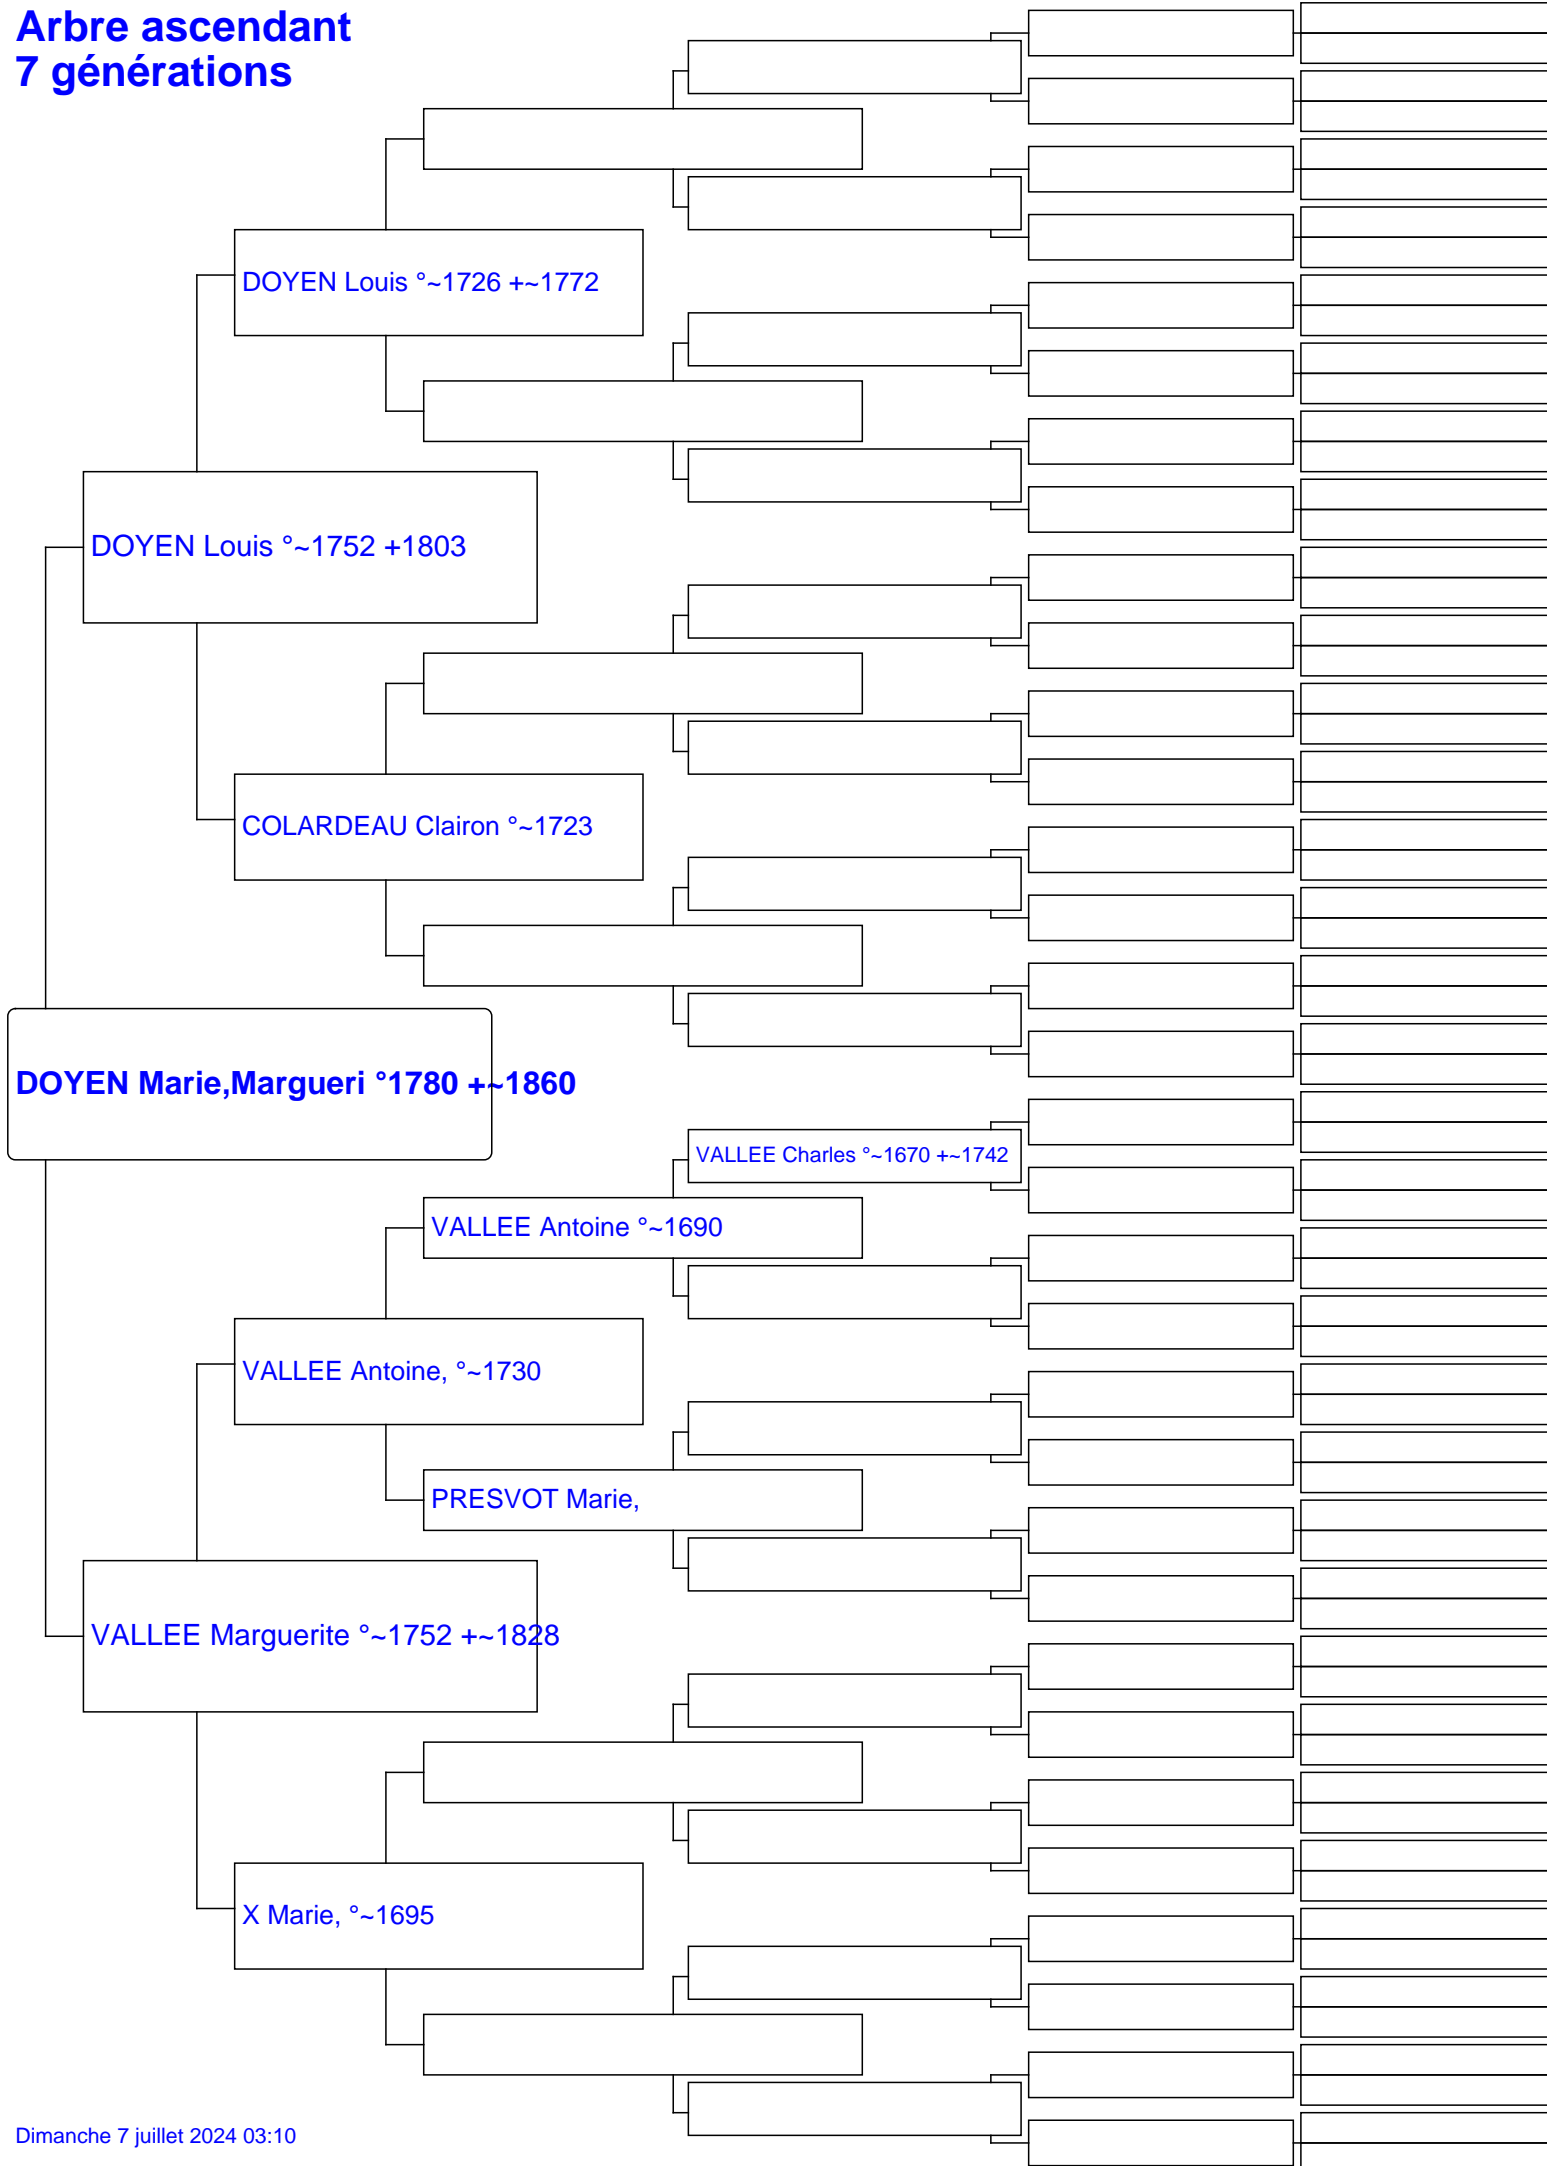 Arbre ascendant
7 générations
DOYEN Louis °~1726 +~1772
DOYEN Louis °~1752 +1803
COLARDEAU Clairon °~1723
DOYEN Marie,Margueri °1780 +~1860
VALLEE Charles °~1670 +~1742
VALLEE Antoine °~1690
VALLEE Antoine, °~1730
PRESVOT Marie,
VALLEE Marguerite °~1752 +~1828
X Marie, °~1695
Dimanche 7 juillet 2024 03:10